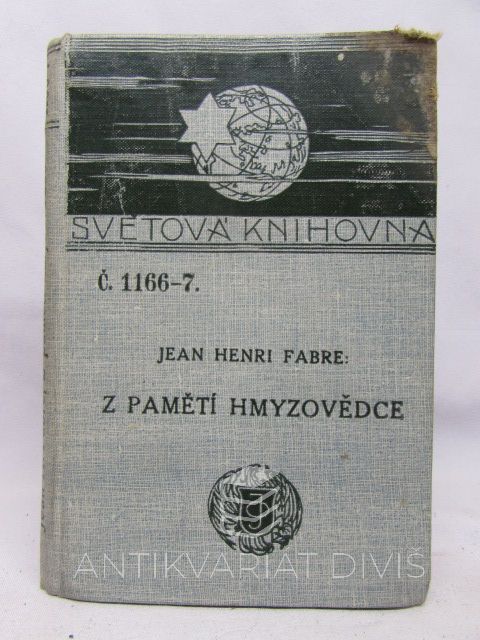 SVĚTOVÁ KNIHOVNA
Č. 1166-7.
JEAN HENRI FABRE:
Z PAMĚTÍ HMYZOVĚDCE
ANTIKVARIÁT DIVIŠ